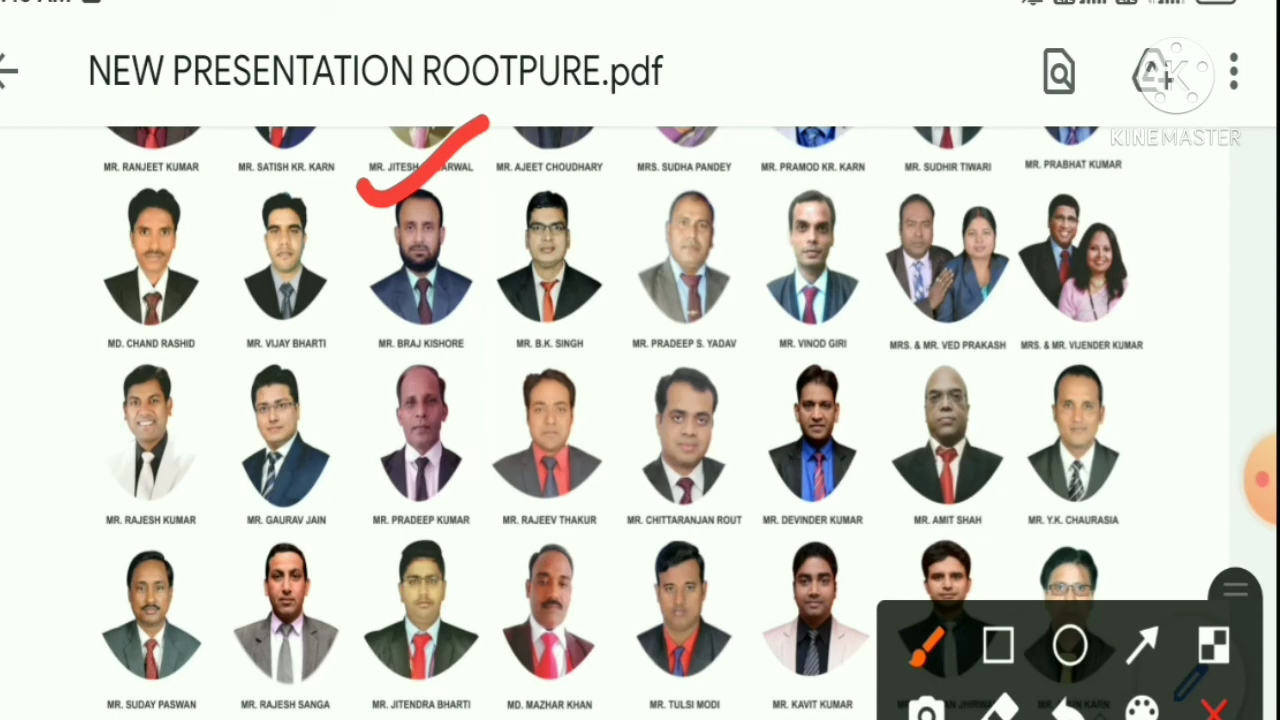 NEW PRESENTATION ROOTPURE.pdf
KINEMASTER
MR. RANJEET KUMAR MR. SATISH KR. KARN MR. JITESH MR. AJEET CHOUDHARY MRS. SUDHA PANDEY MR. PRAMOD KR. KARN MR. SUDHIR TIWARI MR. PRABHAT KUMAR
MD. CHAND RASHID MR. VIJAY BHARTI MR. BRAJ KISHORE MR. B.K. SINGH MR. PRADEEP S. YADAV MR. VINOD GIRI MRS. & MR. VED PRAKASH MRS. & MR. VIJENDER KUMAR
MR. RAJESH KUMAR MR. GAURAV JAIN MR. PRADEEP KUMAR MR. RAJEEV THAKUR MR. CHITTARANJAN ROUT MR. DEVINDER KUMAR MR. AMIT SHAH MR. Y.K. CHAURASIA
MR. SUDAY PASWAN MR. RAJESH SANGA MR. JITENDRA BHARTI MD. MAZHAR KHAN MR. TULSI MODI MR. KAVIT KUMAR